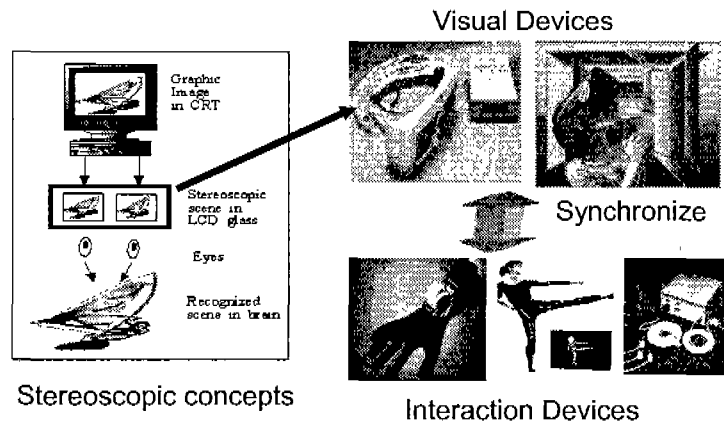 Visual Devices
Graphic
Image
in CRT
Stereoscopic
scene in
LCD glass
Eyes
Recognized
scene in brain
Synchronize
Stereoscopic concepts
Interaction Devices